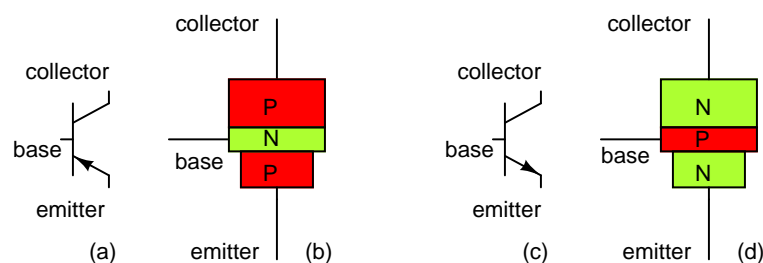 collector
base
emitter
(a)
collector
P
N
P
base
emitter
(b)
collector
base
emitter
(c)
collector
N
P
N
base
emitter
(d)